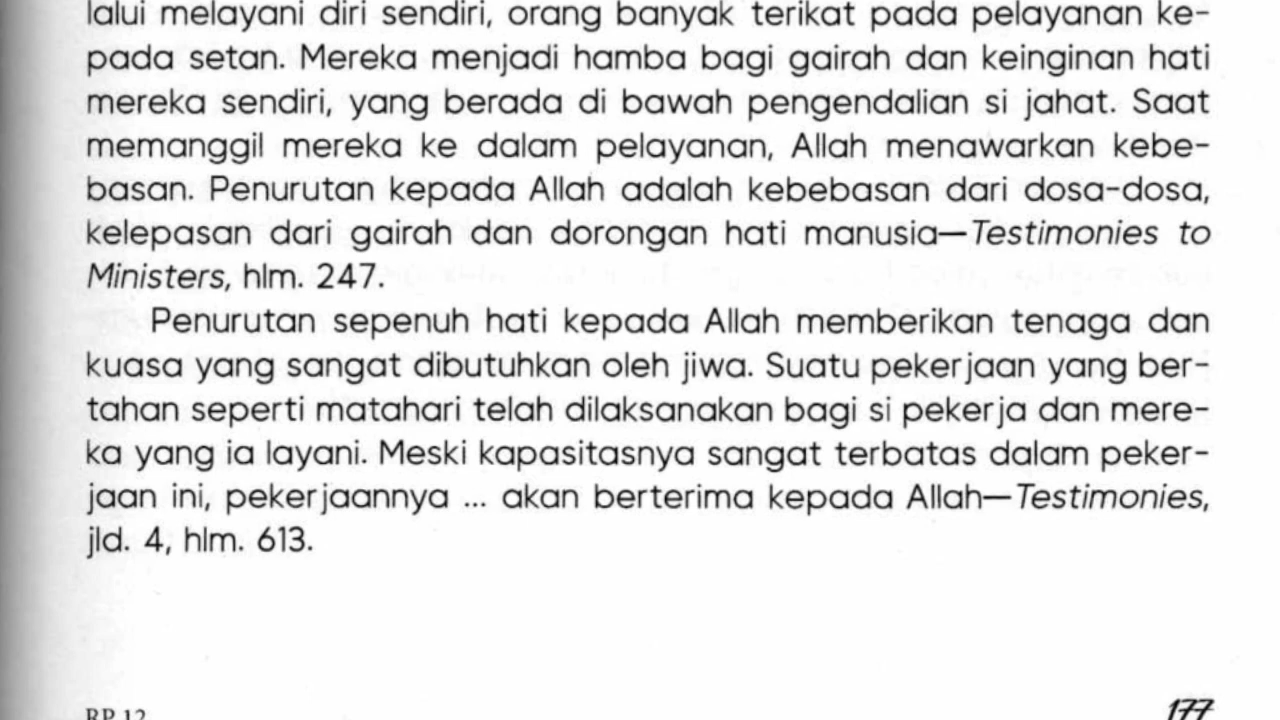 lalui melayani diri sendiri, orang banyak terikat pada pelayanan ke-
pada setan. Mereka menjadi hamba bagi gairah dan keinginan hati
mereka sendiri, yang berada di bawah pengendalian si jahat. Saat
memanggil mereka ke dalam pelayanan, Allah menawarkan kebe-
basan. Penurutan kepada Allah adalah kebebasan dari dosa-dosa,
kelepasan dari gairah dan dorongan hati manusia—Testimonies to
Ministers, hlm. 247.
Penurutan sepenuh hati kepada Allah memberikan tenaga dan
kuasa yang sangat dibutuhkan oleh jiwa. Suatu pekerjaan yang ber-
tahan seperti matahari telah dilaksanakan bagi si pekerja dan mere-
ka yang ia layani. Meski kapasitasnya sangat terbatas dalam peker-
jaan ini, pekerjaannya ... akan berterima kepada Allah—Testimonies,
jld. 4, hlm. 613.
RP 12
177